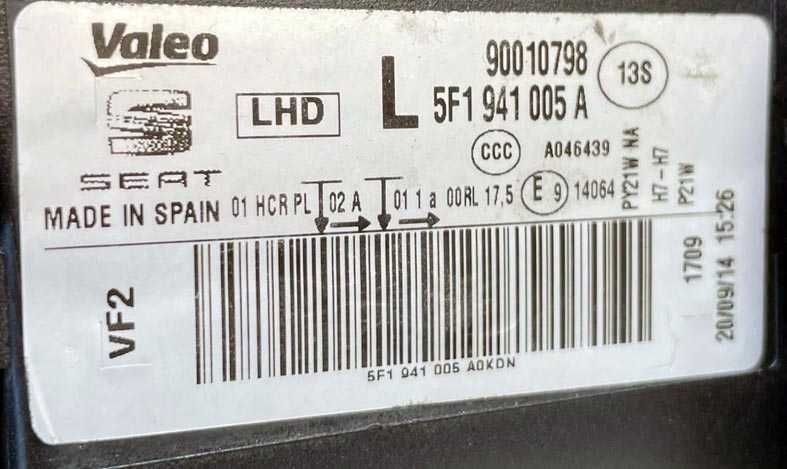 Valeo
SEAT
MADE IN SPAIN
LHD
L
90010798
5F1 941 005 A
13S
CCC
A046439
01 HCR PL 02 A 01 1a 00RL 17,5 E 9 14064
PY21W NA
H7-H7
P21W
VF2
5F1 941 005 A0KDN
1709
20/09/14 15:26